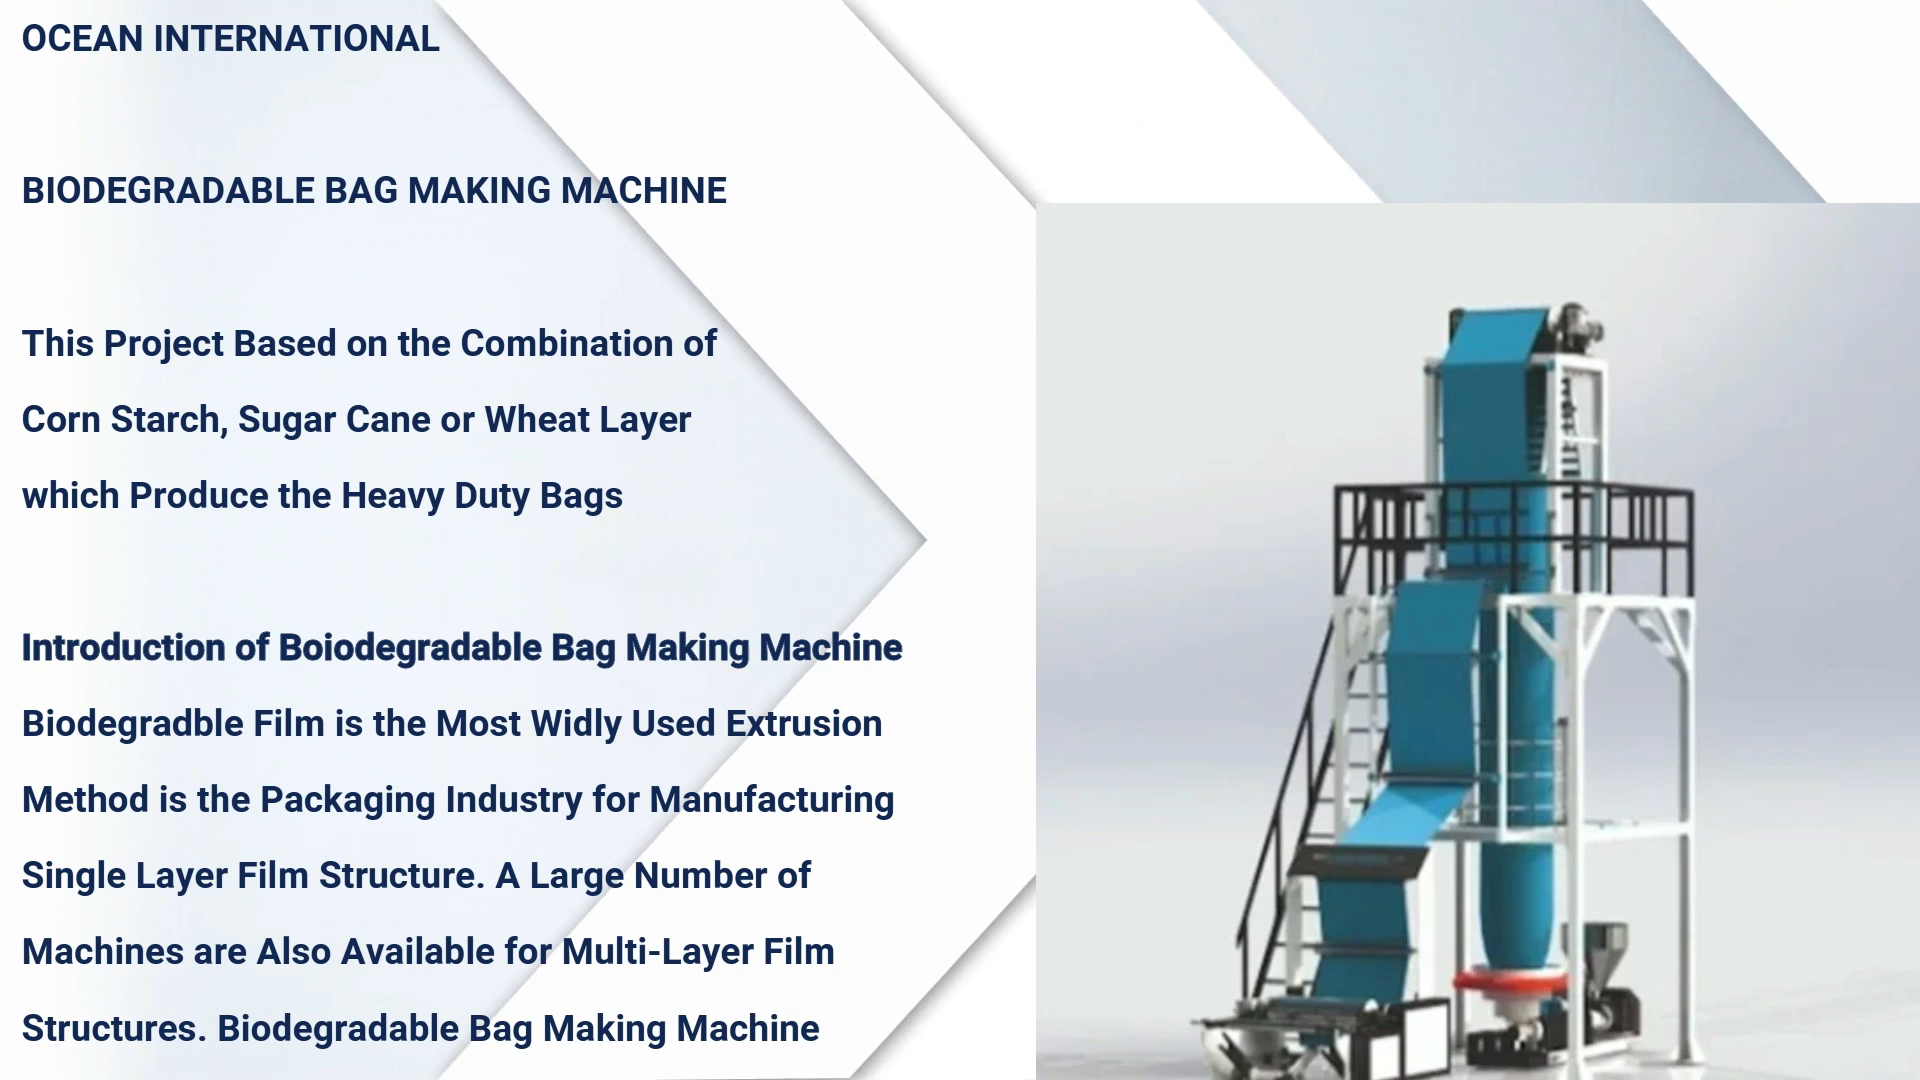 OCEAN INTERNATIONAL
BIODEGRADABLE BAG MAKING MACHINE
This Project Based on the Combination of
Corn Starch, Sugar Cane or Wheat Layer
which Produce the Heavy Duty Bags
Introduction of Boiodegradable Bag Making Machine
Biodegradble Film is the Most Widly Used Extrusion
Method is the Packaging Industry for Manufacturing
Single Layer Film Structure. A Large Number of
Machines are Also Available for Multi-Layer Film
Structures. Biodegradable Bag Making Machine